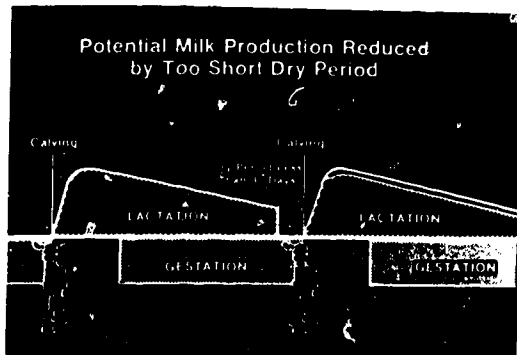 Potential Milk Production Reduced
by Too Short Dry Period
Calving
Calving
LACTATION
LACTATION
GESTATION
GESTATION